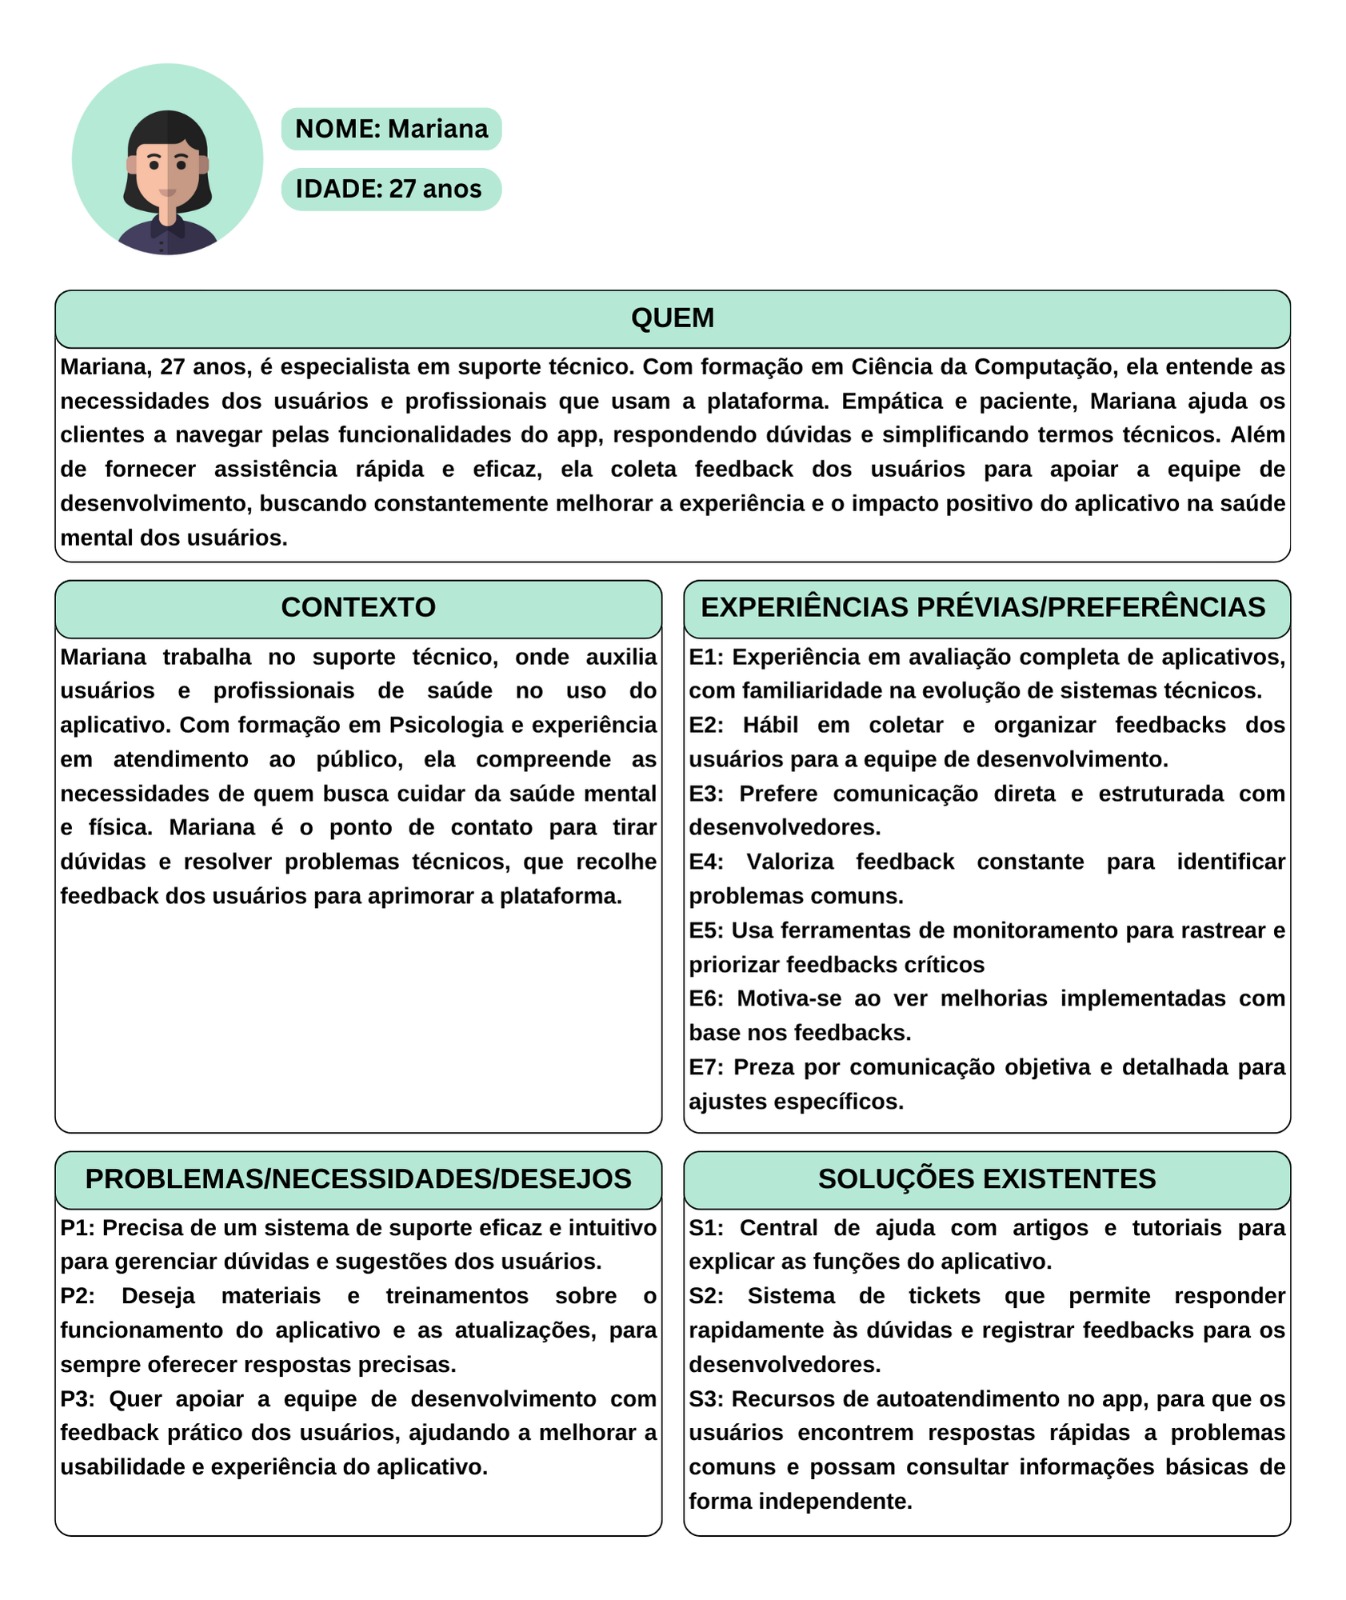 NOME: Mariana
IDADE: 27 anos
QUEM
Mariana, 27 anos, é especialista em suporte técnico. Com formação em Ciência da Computação, ela entende as
necessidades dos usuários e profissionais que usam a plataforma. Empática e paciente, Mariana ajuda os
clientes a navegar pelas funcionalidades do app, respondendo dúvidas e simplificando termos técnicos. Além
de fornecer assistência rápida e eficaz, ela coleta feedback dos usuários para apoiar a equipe de
desenvolvimento, buscando constantemente melhorar a experiência e o impacto positivo do aplicativo na saúde
mental dos usuários.
CONTEXTO
Mariana trabalha no suporte técnico, onde auxilia
usuários e profissionais de saúde no uso do
aplicativo. Com formação em Psicologia e experiência
em atendimento ao público, ela compreende as
necessidades de quem busca cuidar da saúde mental
e física. Mariana é o ponto de contato para tirar
dúvidas e resolver problemas técnicos, que recolhe
feedback dos usuários para aprimorar a plataforma.
EXPERIÊNCIAS PRÉVIAS/PREFERÊNCIAS
E1: Experiência em avaliação completa de aplicativos,
com familiaridade na evolução de sistemas técnicos.
E2: Hábil em coletar e organizar feedbacks dos
usuários para a equipe de desenvolvimento.
E3: Prefere comunicação direta e estruturada com
desenvolvedores.
E4: Valoriza feedback constante para identificar
problemas comuns.
E5: Usa ferramentas de monitoramento para rastrear e
priorizar feedbacks críticos
E6: Motiva-se ao ver melhorias implementadas com
base nos feedbacks.
E7: Preza por comunicação objetiva e detalhada para
ajustes específicos.
PROBLEMAS/NECESSIDADES/DESEJOS
P1: Precisa de um sistema de suporte eficaz e intuitivo
para gerenciar dúvidas e sugestões dos usuários.
P2: Deseja materiais e treinamentos sobre o
funcionamento do aplicativo e as atualizações, para
sempre oferecer respostas precisas.
P3: Quer apoiar a equipe de desenvolvimento com
feedback prático dos usuários, ajudando a melhorar a
usabilidade e experiência do aplicativo.
SOLUÇÕES EXISTENTES
S1: Central de ajuda com artigos e tutoriais para
explicar as funções do aplicativo.
S2: Sistema de tickets que permite responder
rapidamente às dúvidas e registrar feedbacks para os
desenvolvedores.
S3: Recursos de autoatendimento no app, para que os
usuários encontrem respostas rápidas a problemas
comuns e possam consultar informações básicas de
forma independente.